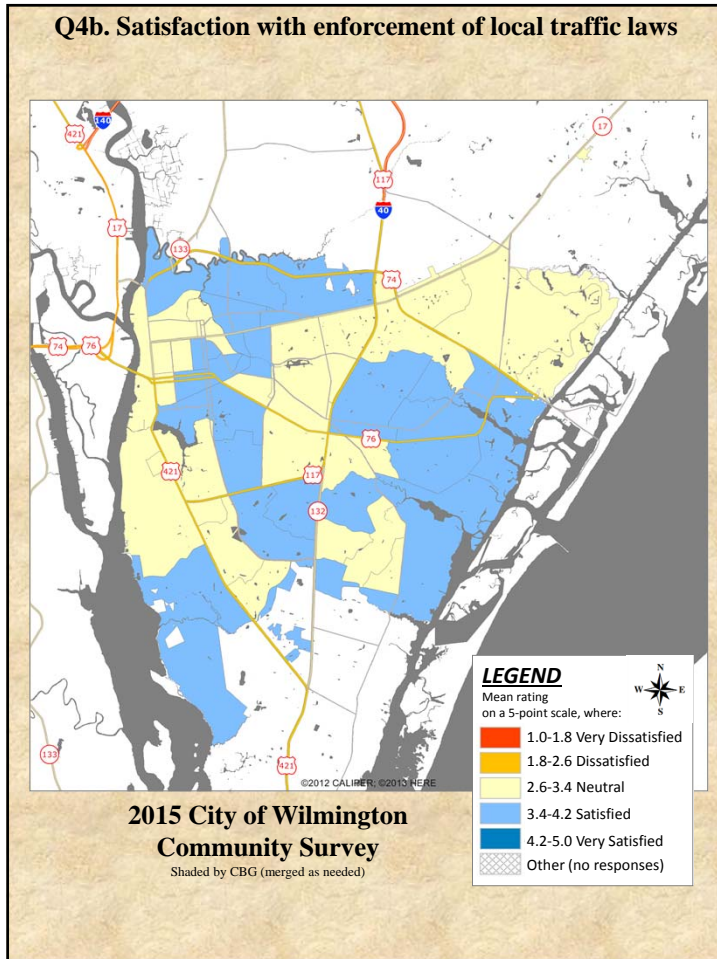 Q4b. Satisfaction with enforcement of local traffic laws
140
421
17
117
17
40
133
74
74
76
76
421
117
132
LEGEND
Mean rating
on a 5-point scale, where:
N
W E
S
1.0-1.8 Very Dissatisfied
1.8-2.6 Dissatisfied
2.6-3.4 Neutral
3.4-4.2 Satisfied
4.2-5.0 Very Satisfied
Other (no responses)
133
421
©2012 CALIPER; ©2013 HERE
2015 City of Wilmington
Community Survey
Shaded by CBG (merged as needed)